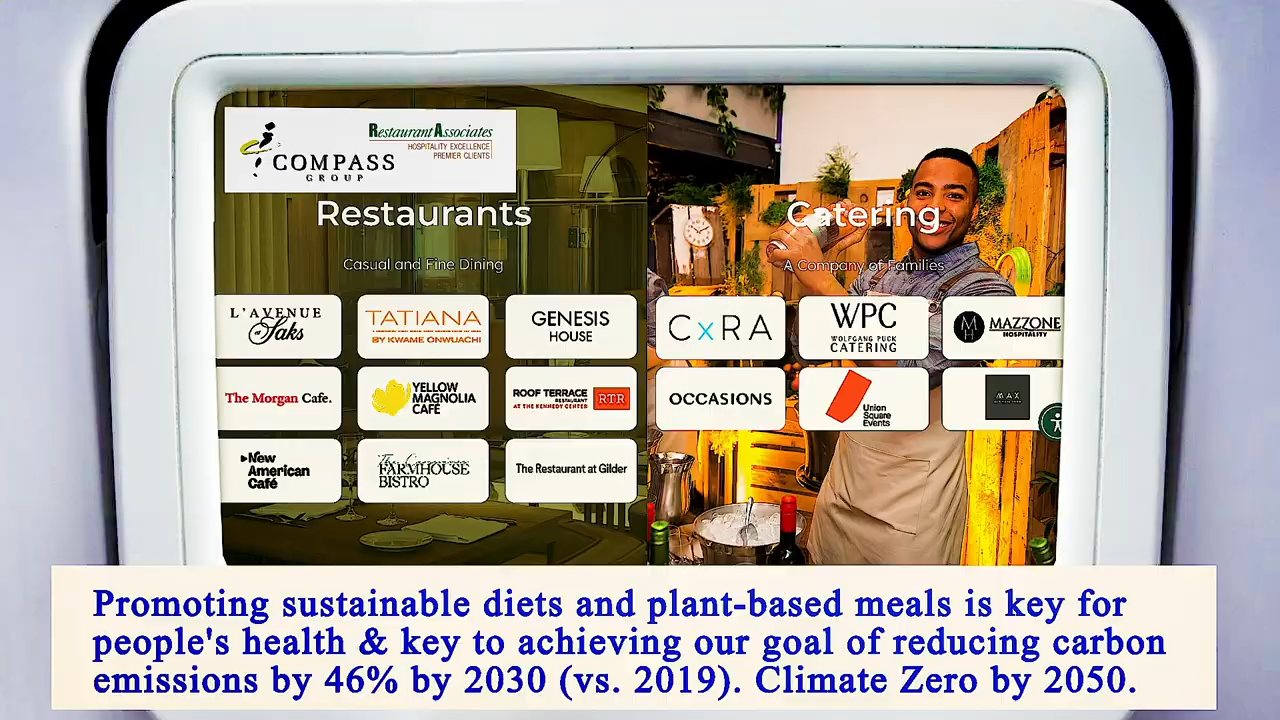 COMPASS
GROUP
RestaurantAssociates
HOSPITALITY EXCELLENCE
PREMIER CLIENTS
Restaurants
Casual and Fine Dining
L'AVENUE
at Saks
TATIANA
BY KWAME ONWUACHI
GENESIS
HOUSE
The Morgan Cafe.
YELLOW
MAGNOLIA
CAFÉ
ROOF TERRACE
RESTAURANT
AT THE KENNEDY CENTER
RTR
New
American
Café
FARMHOUSE
BISTRO
The Restaurant at Gilder
Catering
A Company of Families
CxRA
WPC
WOLFGANG PUCK
CATERING
M
H
MAZZONE
HOSPITALITY
OCCASIONS
Union
Square
Events
MAX
Promoting sustainable diets and plant-based meals is key for
people's health & key to achieving our goal of reducing carbon
emissions by 46% by 2030 (vs. 2019). Climate Zero by 2050.